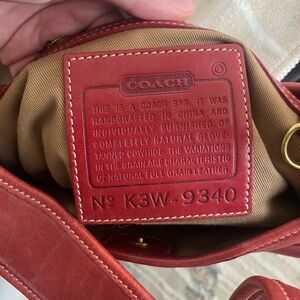 COACH
THIS IS A COACH BAG. IT WAS
HANDCRAFTED IN CHINA AND
INDIVIDUALLY BURNISHED OF
COMPLETELY NATURAL GLOVE-
TANNED COWHIDE. THE VARIATIONS
IN THE GRAIN ARE CHARACTERISTIC
OF NATURAL FULL GRAIN LEATHER.
Nº K3W-9340